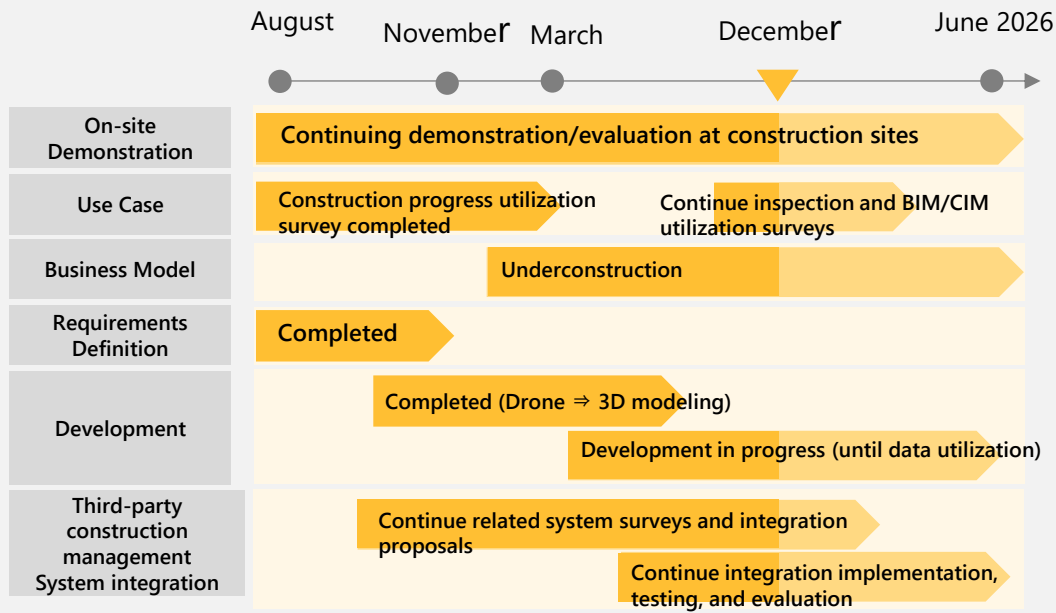 August
November
March
December
June 2026
On-site
Demonstration
Continuing demonstration/evaluation at construction sites
Use Case
Construction progress utilization
survey completed
Continue inspection and BIM/CIM
utilization surveys
Business Model
Underconstruction
Requirements
Definition
Completed
Development
Completed (Drone ⇒ 3D modeling)
Development in progress (until data utilization)
Third-party
construction
management
System integration
Continue related system surveys and integration
proposals
Continue integration implementation,
testing, and evaluation